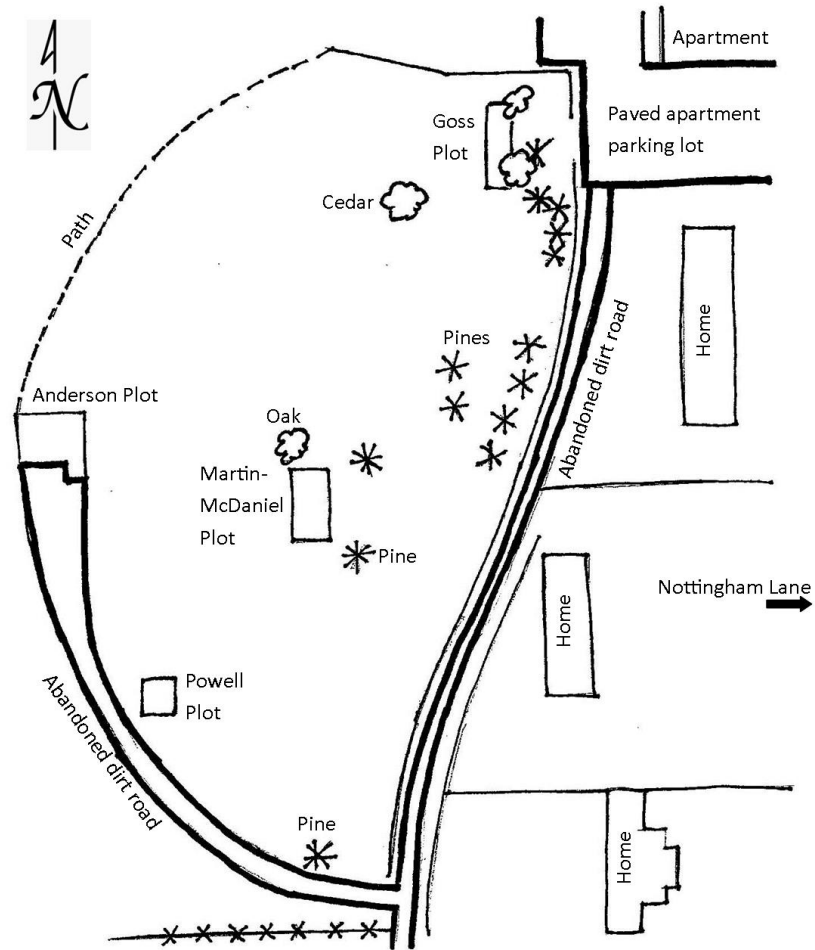 N
Apartment
Paved apartment
parking lot
Goss
Plot
Cedar
Path
Pines
Home
Abandoned dirt road
Anderson Plot
Oak
Martin-
McDaniel
Plot
Pine
Nottingham Lane
Home
Powell
Plot
Abandoned dirt road
Pine
Home